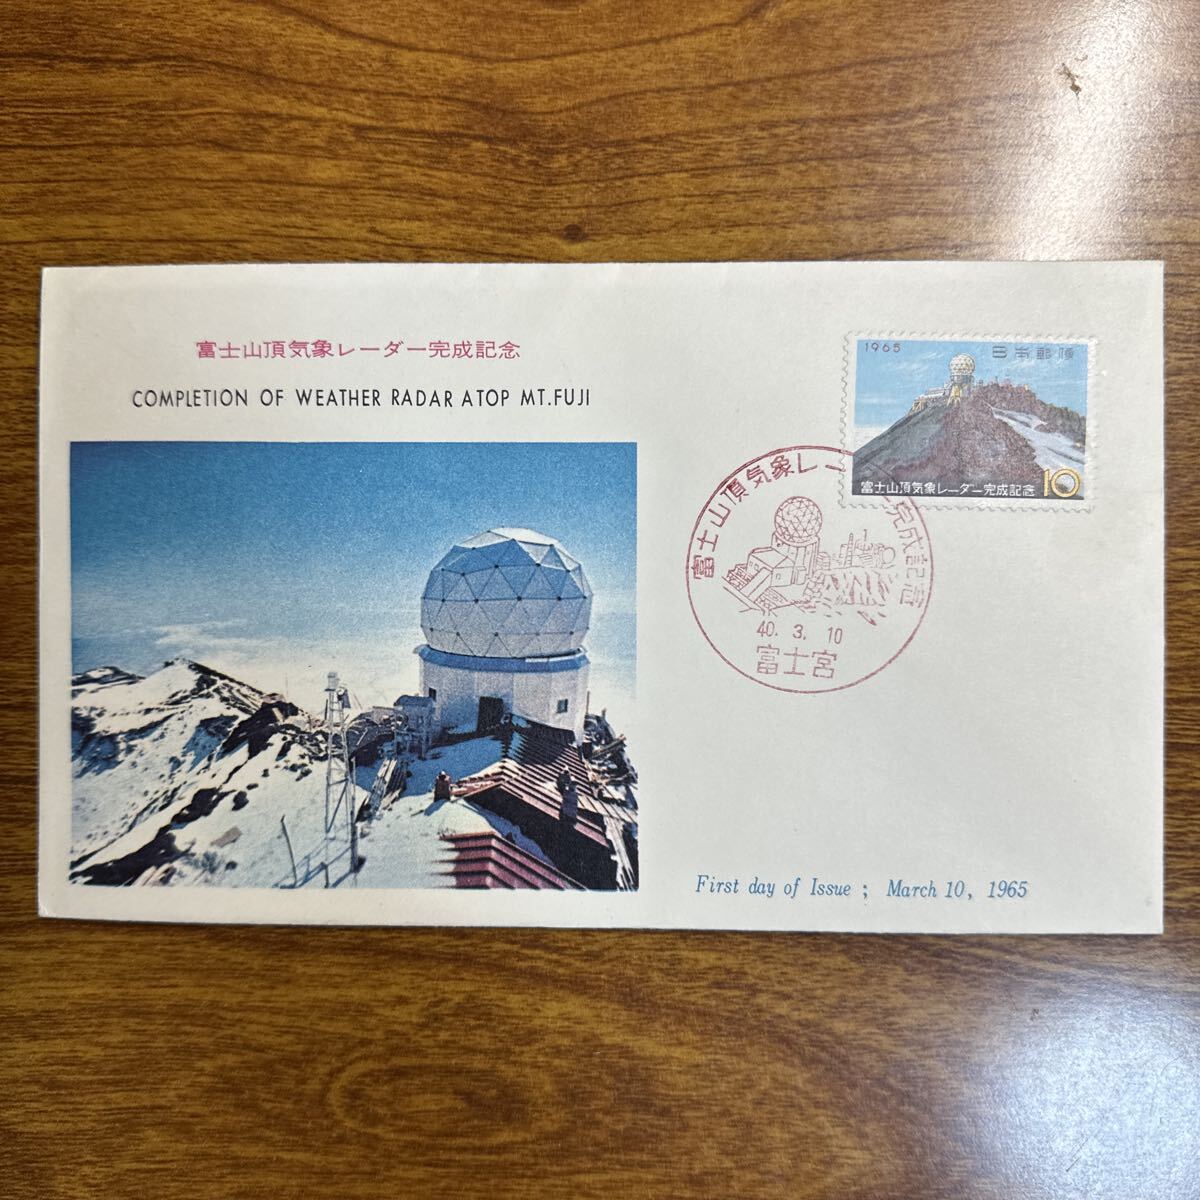 富士山頂気象レーダー完成記念
COMPLETION OF WEATHER RADAR ATOP MT.FUJI
1965 日本郵便
富士山頂気象レーダー完成記念 10
富士山頂気象レー完成記念
40. 3. 10
富士宮
First day of Issue ; March 10, 1965